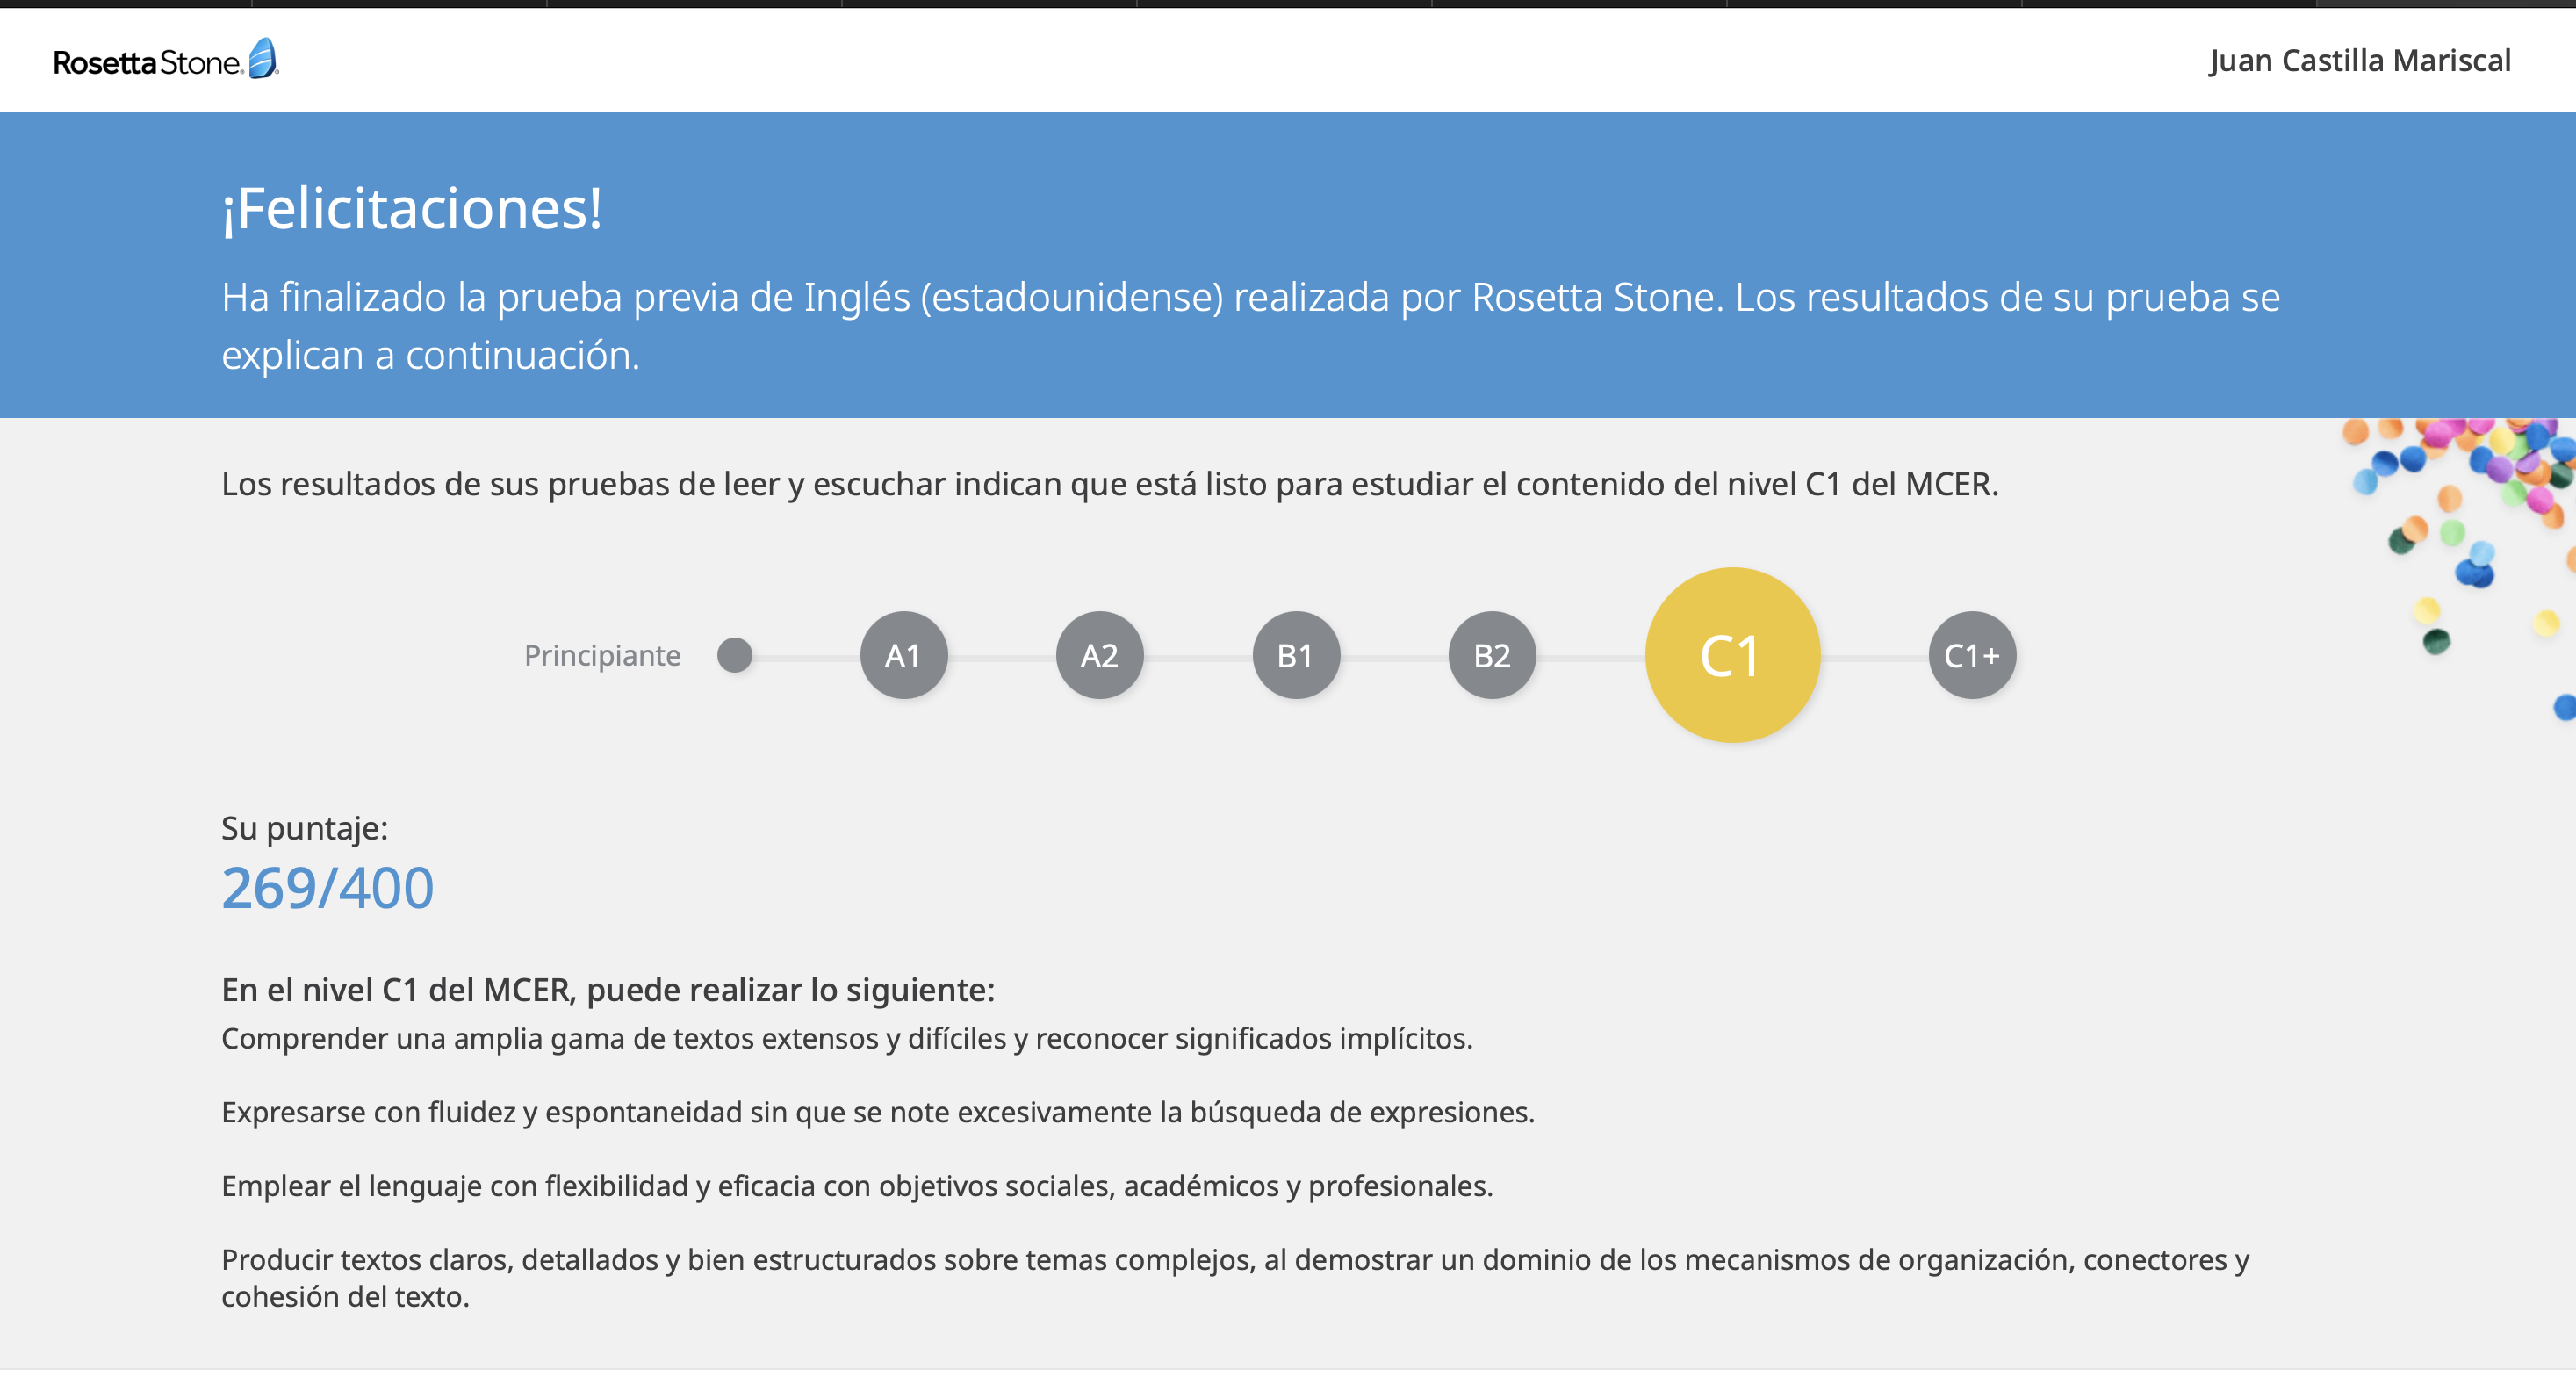 Rosetta Stone
Juan Castilla Mariscal
¡Felicitaciones!
Ha finalizado la prueba previa de Inglés (estadounidense) realizada por Rosetta Stone. Los resultados de su prueba se
explican a continuación.
Los resultados de sus pruebas de leer y escuchar indican que está listo para estudiar el contenido del nivel C1 del MCER.
Principiante A1 A2 B1 B2 C1 C1+
Su puntaje:
269/400
En el nivel C1 del MCER, puede realizar lo siguiente:
Comprender una amplia gama de textos extensos y difíciles y reconocer significados implícitos.
Expresarse con fluidez y espontaneidad sin que se note excesivamente la búsqueda de expresiones.
Emplear el lenguaje con flexibilidad y eficacia con objetivos sociales, académicos y profesionales.
Producir textos claros, detallados y bien estructurados sobre temas complejos, al demostrar un dominio de los mecanismos de organización, conectores y
cohesión del texto.